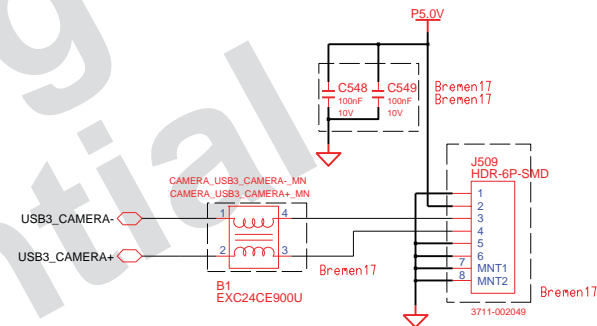 P5.0V
C548
100nF
10V
C549
100nF
10V
Bremen17
Bremen17
J509
HDR-6P-SMD
CAMERA_USB3_CAMERA-_MN
CAMERA_USB3_CAMERA+_MN
USB3_CAMERA-
1
4
USB3_CAMERA+
2
3
Bremen17
B1
EXC24CE900U
1
2
3
4
5
6
7
MNT1
8
MNT2
Bremen17
3711-002049